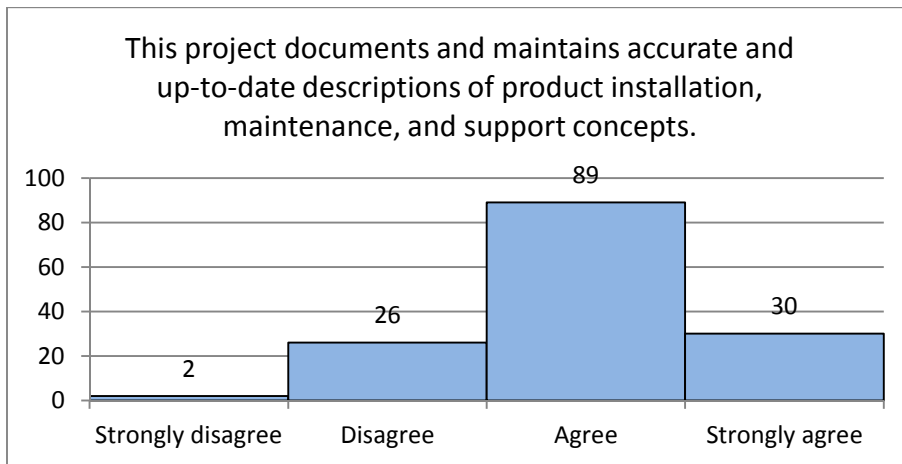 This project documents and maintains accurate and
up-to-date descriptions of product installation,
maintenance, and support concepts.
100
80
60
40
20
0
2
26
89
30
Strongly disagree
Disagree
Agree
Strongly agree